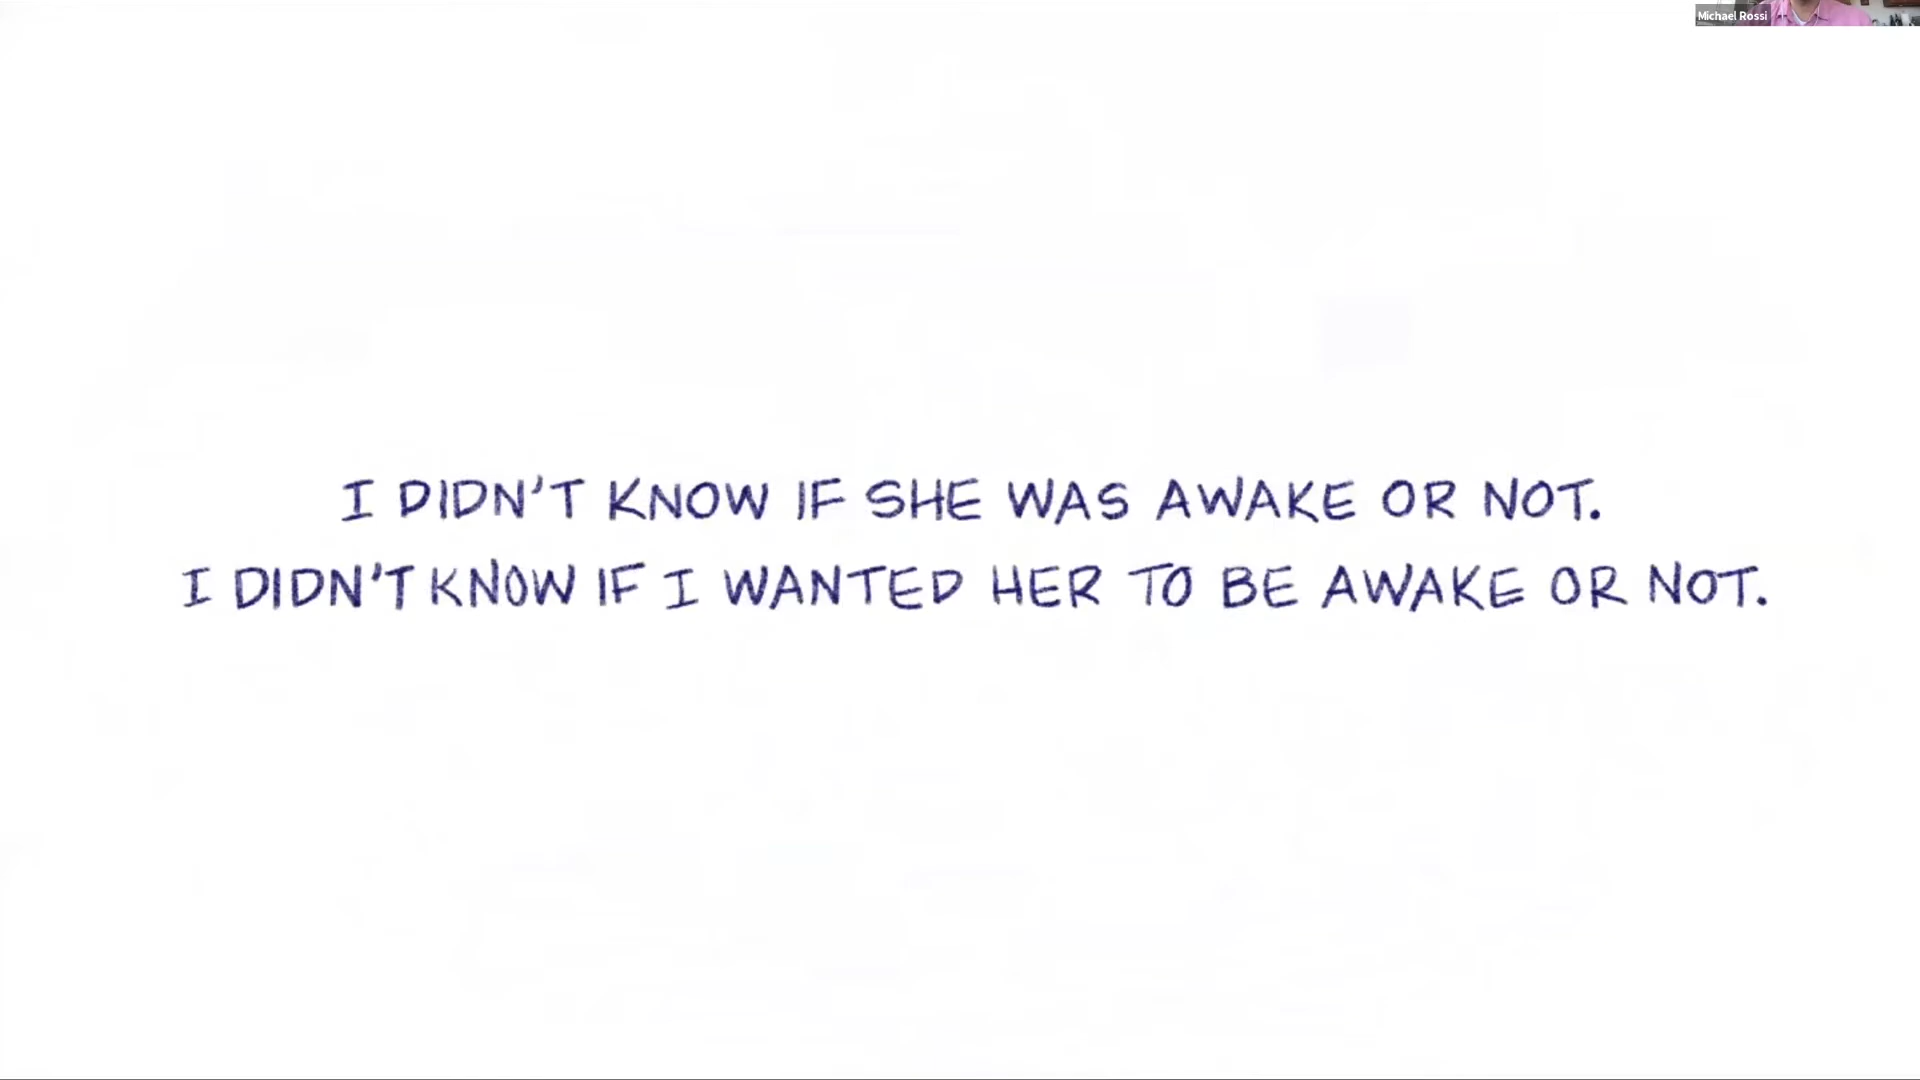 Michael Rossi
I DIDN'T KNOW IF SHE WAS AWAKE OR NOT.
I DIDN'T KNOW IF I WANTED HER TO BE AWAKE OR NOT.